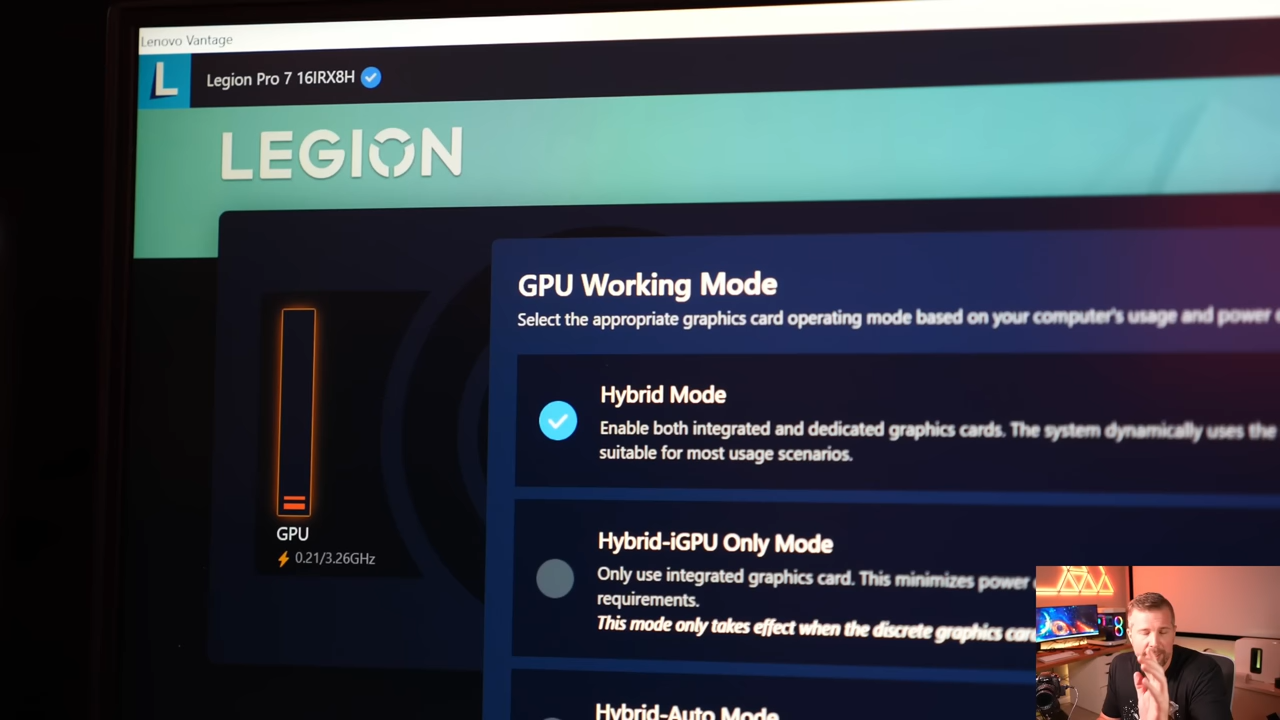 Lenovo Vantage
L
Legion Pro 7 16IRX8H
LEGION
GPU Working Mode
Select the appropriate graphics card operating mode based on your computer's usage and power
Hybrid Mode
Enable both integrated and dedicated graphics cards. The system dynamically uses the
suitable for most usage scenarios.
Hybrid-iGPU Only Mode
Only use integrated graphics card. This minimizes power
requirements.
This mode only takes effect when the discrete graphics
Hybrid-Auto Mode
GPU
0.21/3.26GHz